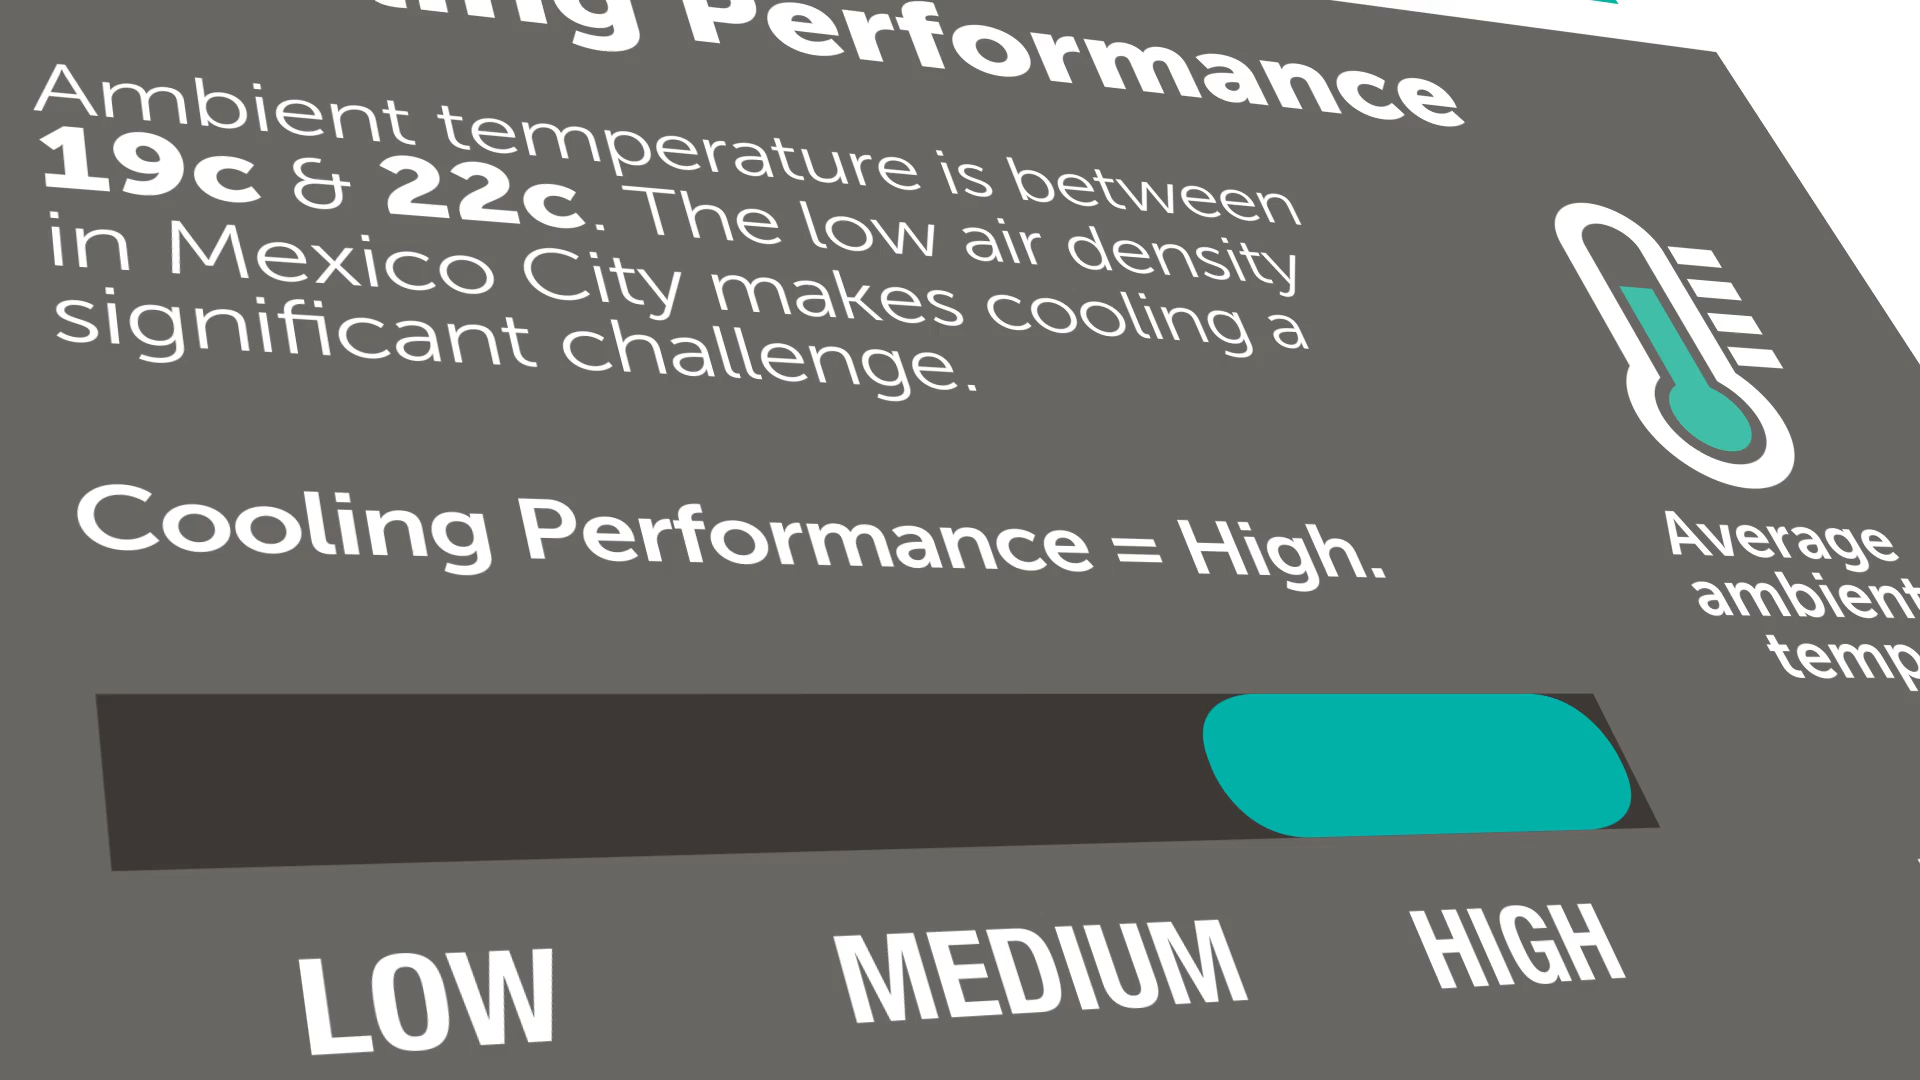 Performance
Ambient temperature is between
19c & 22c. The low air density
in Mexico City makes cooling a
significant challenge.
Cooling Performance = High.
Average
ambient
LOW
MEDIUM
HIGH